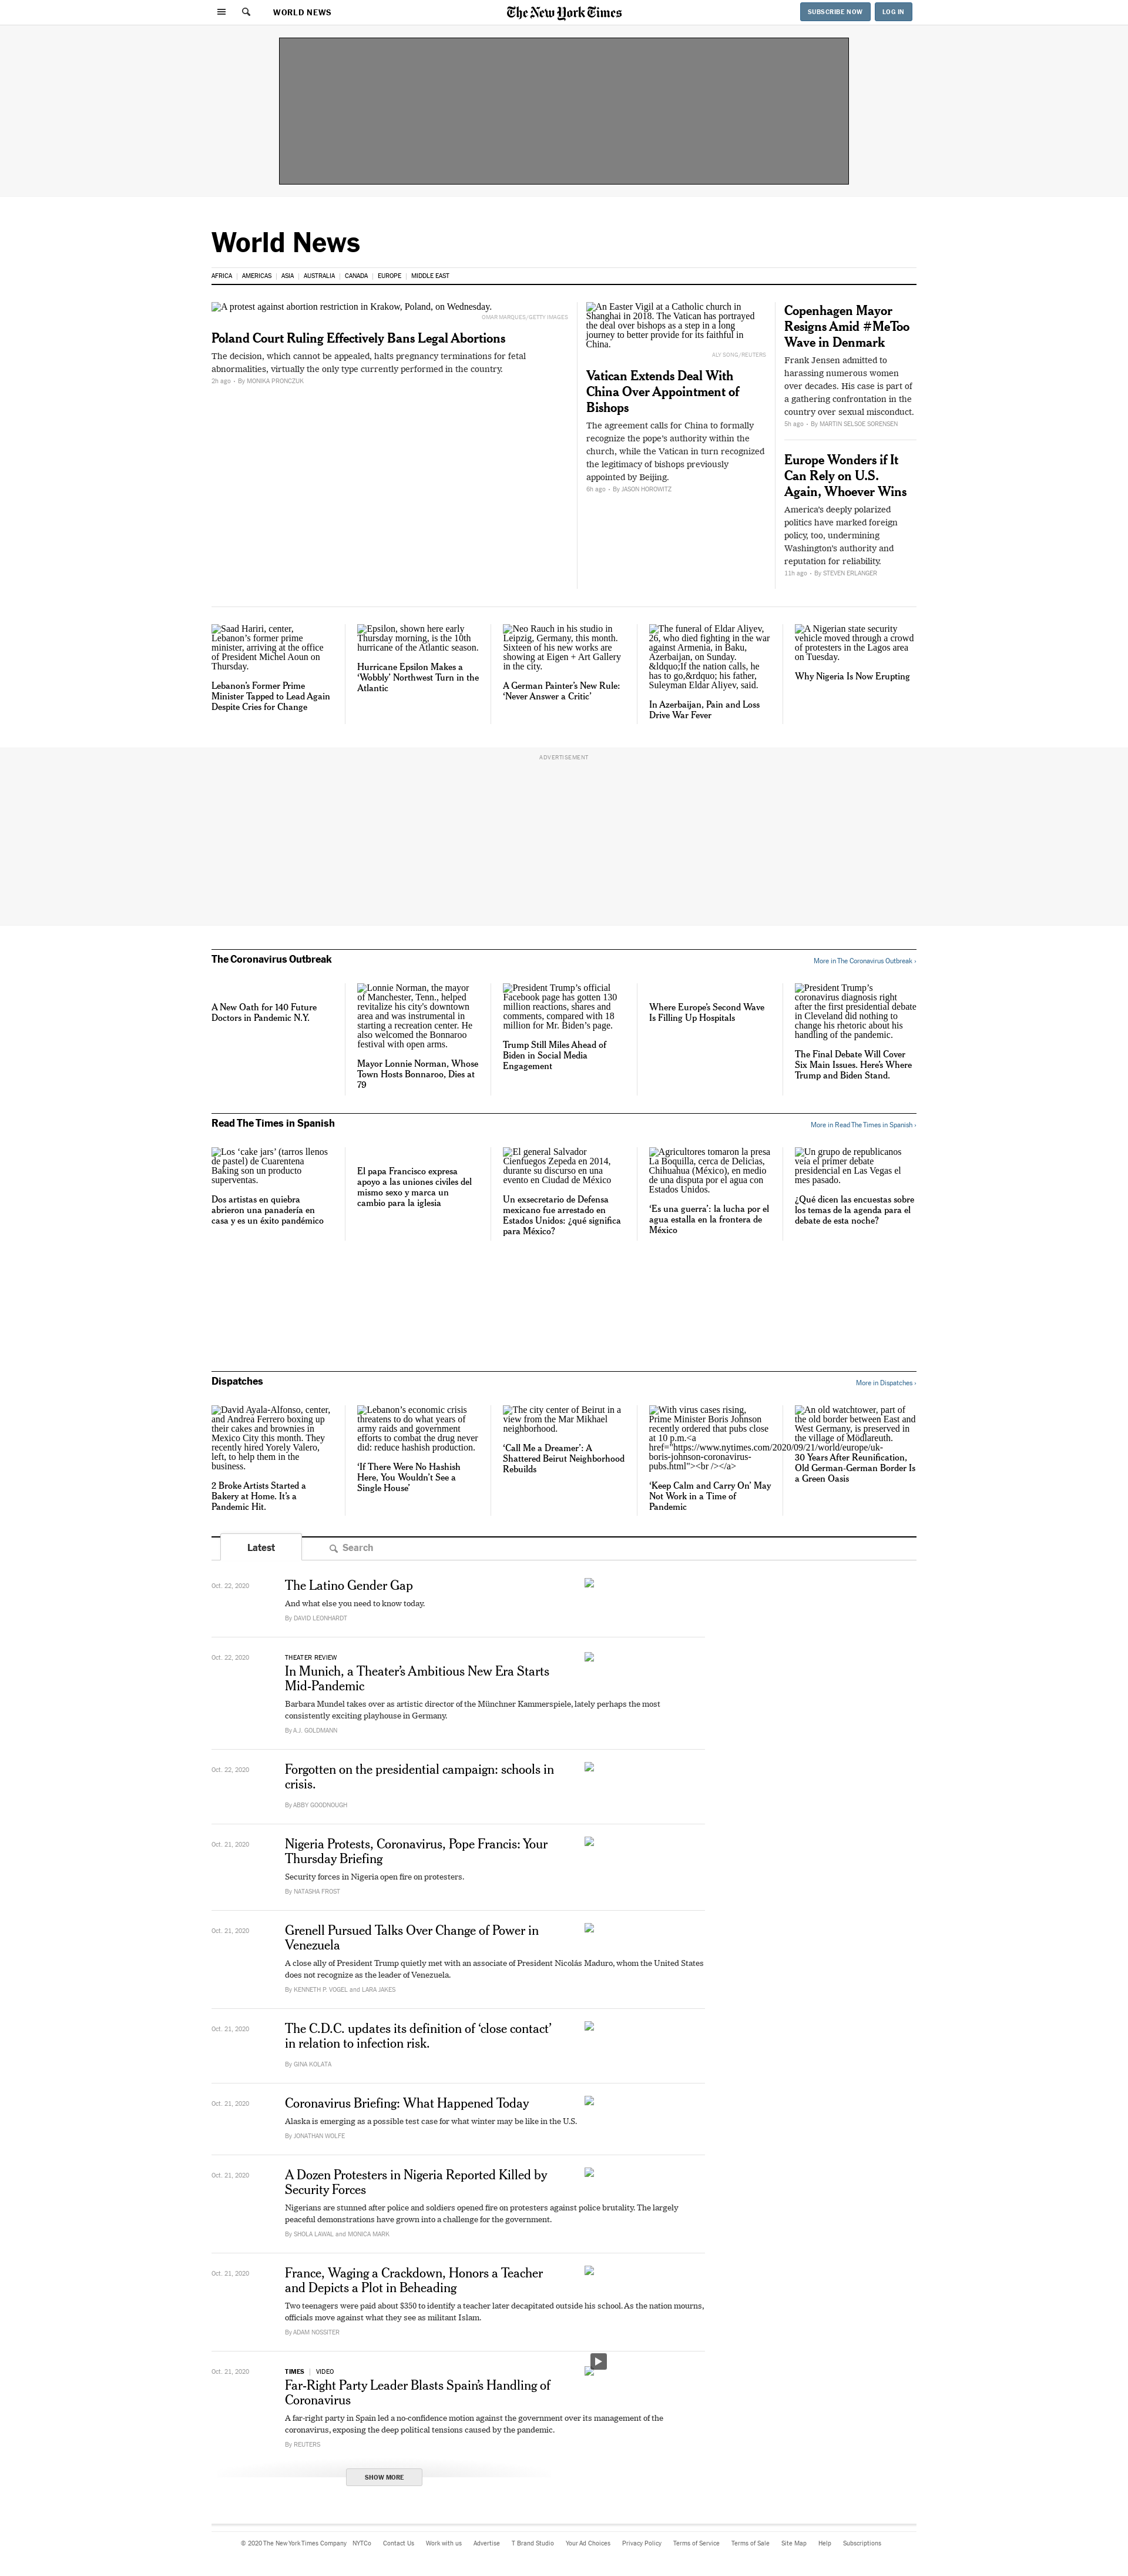 WORLD NEWS
The New York Times
SUBSCRIBE NOW
LOG IN
World News
AFRICA
AMERICAS
ASIA
AUSTRALIA
CANADA
EUROPE
MIDDLE EAST
A protest against abortion restriction in Krakow, Poland, on Wednesday.
OMAR MARQUES/GETTY IMAGES
Poland Court Ruling Effectively Bans Legal Abortions
The decision, which cannot be appealed, halts pregnancy terminations for fetal
abnormalities, virtually the only type currently performed in the country.
2h ago - By MONIKA PRONCZUK
An Easter Vigil at a Catholic church in
Shanghai in 2018. The Vatican has portrayed
the deal over bishops as a step in a long
journey to better provide for its faithful in
China.
ALY SONG/REUTERS
Vatican Extends Deal With
China Over Appointment of
Bishops
The agreement calls for China to formally
recognize the pope's authority within the
church, while the Vatican in turn recognized
the legitimacy of bishops previously
appointed by Beijing.
6h ago - By JASON HOROWITZ
Copenhagen Mayor
Resigns Amid #MeToo
Wave in Denmark
Frank Jensen admitted to
harassing numerous women
over decades. His case is part of
a gathering confrontation in the
country over sexual misconduct.
5h ago - By MARTIN SELSOE SORENSEN
Europe Wonders if It
Can Rely on U.S.
Again, Whoever Wins
America's deeply polarized
politics have marked foreign
policy, too, undermining
Washington's authority and
reputation for reliability.
11h ago - By STEVEN ERLANGER
Saad Hariri, center,
Lebanon’s former prime
minister, arriving at the office
of President Michel Aoun on
Thursday.
Lebanon’s Former Prime
Minister Tapped to Lead Again
Despite Cries for Change
Epsilon, shown here early
Thursday morning, is the 10th
hurricane of the Atlantic season.
Hurricane Epsilon Makes a
‘Wobbly’ Northwest Turn in the
Atlantic
Neo Rauch in his studio in
Leipzig, Germany, this month.
Sixteen of his new works are
showing at Eigen + Art Gallery
in the city.
A German Painter’s New Rule:
‘Never Answer a Critic’
The funeral of Eldar Aliyev,
26, who died fighting in the war
against Armenia, in Baku,
Azerbaijan, on Sunday.
&ldquo;If the nation calls, he
has to go,&rdquo; his father,
Suleyman Eldar Aliyev, said.
In Azerbaijan, Pain and Loss
Drive War Fever
A Nigerian state security
vehicle moved through a crowd
of protesters in the Lagos area
on Tuesday.
Why Nigeria Is Now Erupting
ADVERTISEMENT
The Coronavirus Outbreak
More in The Coronavirus Outbreak ›
A New Oath for 140 Future
Doctors in Pandemic N.Y.
Lonnie Norman, the mayor
of Manchester, Tenn., helped
revitalize his city's downtown
area and was instrumental in
starting a recreation center. He
also welcomed the Bonnaroo
festival with open arms.
Mayor Lonnie Norman, Whose
Town Hosts Bonnaroo, Dies at
79
President Trump’s official
Facebook page has gotten 130
million reactions, shares and
comments, compared with 18
million for Mr. Biden’s page.
Trump Still Miles Ahead of
Biden in Social Media
Engagement
Where Europe’s Second Wave
Is Filling Up Hospitals
President Trump’s
coronavirus diagnosis right
after the first presidential debate
in Cleveland did nothing to
change his rhetoric about his
handling of the pandemic.
The Final Debate Will Cover
Six Main Issues. Here’s Where
Trump and Biden Stand.
Read The Times in Spanish
More in Read The Times in Spanish ›
Los ‘cake jars’ (tarros llenos
de pastel) de Cuarentena
Baking son un producto
superventas.
Dos artistas en quiebra
abrieron una panadería en
casa y es un éxito pandémico
El papa Francisco expresa
apoyo a las uniones civiles del
mismo sexo y marca un
cambio para la iglesia
El general Salvador
Cienfuegos Zepeda en 2014,
durante su discurso en una
evento en Ciudad de México
Un exsecretario de Defensa
mexicano fue arrestado en
Estados Unidos: ¿qué significa
para México?
Agricultores tomaron la presa
La Boquilla, cerca de Delicias,
Chihuahua (México), en medio
de una disputa por el agua con
Estados Unidos.
‘Es una guerra’: la lucha por el
agua estalla en la frontera de
México
Un grupo de republicanos
veía el primer debate
presidencial en Las Vegas el
mes pasado.
¿Qué dicen las encuestas sobre
los temas de la agenda para el
debate de esta noche?
Dispatches
More in Dispatches ›
David Ayala-Alfonso, center,
and Andrea Ferrero boxing up
their cakes and brownies in
Mexico City this month. They
recently hired Yorely Valero,
left, to help them in the
business.
2 Broke Artists Started a
Bakery at Home. It’s a
Pandemic Hit.
Lebanon’s economic crisis
threatens to do what years of
army raids and government
efforts to combat the drug never
did: reduce hashish production.
‘If There Were No Hashish
Here, You Wouldn’t See a
Single House’
The city center of Beirut in a
view from the Mar Mikhael
neighborhood.
‘Call Me a Dreamer’: A
Shattered Beirut Neighborhood
Rebuilds
With virus cases rising,
Prime Minister Boris Johnson
recently ordered that pubs close
at 10 p.m.<a
href="https://www.nytimes.com/2020/09/21/world/europe/uk-
boris-johnson-coronavirus-
pubs.html"><br /></a>
‘Keep Calm and Carry On’ May
Not Work in a Time of
Pandemic
An old watchtower, part of
the old border between East and
West Germany, is preserved in
the village of Mödlareuth.
30 Years After Reunification,
Old German-German Border Is
a Green Oasis
Latest
Search
Oct. 22, 2020
The Latino Gender Gap
And what else you need to know today.
By DAVID LEONHARDT
Oct. 22, 2020
THEATER REVIEW
In Munich, a Theater’s Ambitious New Era Starts
Mid-Pandemic
Barbara Mundel takes over as artistic director of the Münchner Kammerspiele, lately perhaps the most
consistently exciting playhouse in Germany.
By A.J. GOLDMANN
Oct. 22, 2020
Forgotten on the presidential campaign: schools in
crisis.
By ABBY GOODNOUGH
Oct. 21, 2020
Nigeria Protests, Coronavirus, Pope Francis: Your
Thursday Briefing
Security forces in Nigeria open fire on protesters.
By NATASHA FROST
Oct. 21, 2020
Grenell Pursued Talks Over Change of Power in
Venezuela
A close ally of President Trump quietly met with an associate of President Nicolás Maduro, whom the United States
does not recognize as the leader of Venezuela.
By KENNETH P. VOGEL and LARA JAKES
Oct. 21, 2020
The C.D.C. updates its definition of ‘close contact’
in relation to infection risk.
By GINA KOLATA
Oct. 21, 2020
Coronavirus Briefing: What Happened Today
Alaska is emerging as a possible test case for what winter may be like in the U.S.
By JONATHAN WOLFE
Oct. 21, 2020
A Dozen Protesters in Nigeria Reported Killed by
Security Forces
Nigerians are stunned after police and soldiers opened fire on protesters against police brutality. The largely
peaceful demonstrations have grown into a challenge for the government.
By SHOLA LAWAL and MONICA MARK
Oct. 21, 2020
France, Waging a Crackdown, Honors a Teacher
and Depicts a Plot in Beheading
Two teenagers were paid about $350 to identify a teacher later decapitated outside his school. As the nation mourns,
officials move against what they see as militant Islam.
By ADAM NOSSITER
Oct. 21, 2020
TIMES | VIDEO
Far-Right Party Leader Blasts Spain’s Handling of
Coronavirus
A far-right party in Spain led a no-confidence motion against the government over its management of the
coronavirus, exposing the deep political tensions caused by the pandemic.
By REUTERS
SHOW MORE
© 2020 The New York Times Company
NYTCo
Contact Us
Work with us
Advertise
T Brand Studio
Your Ad Choices
Privacy Policy
Terms of Service
Terms of Sale
Site Map
Help
Subscriptions